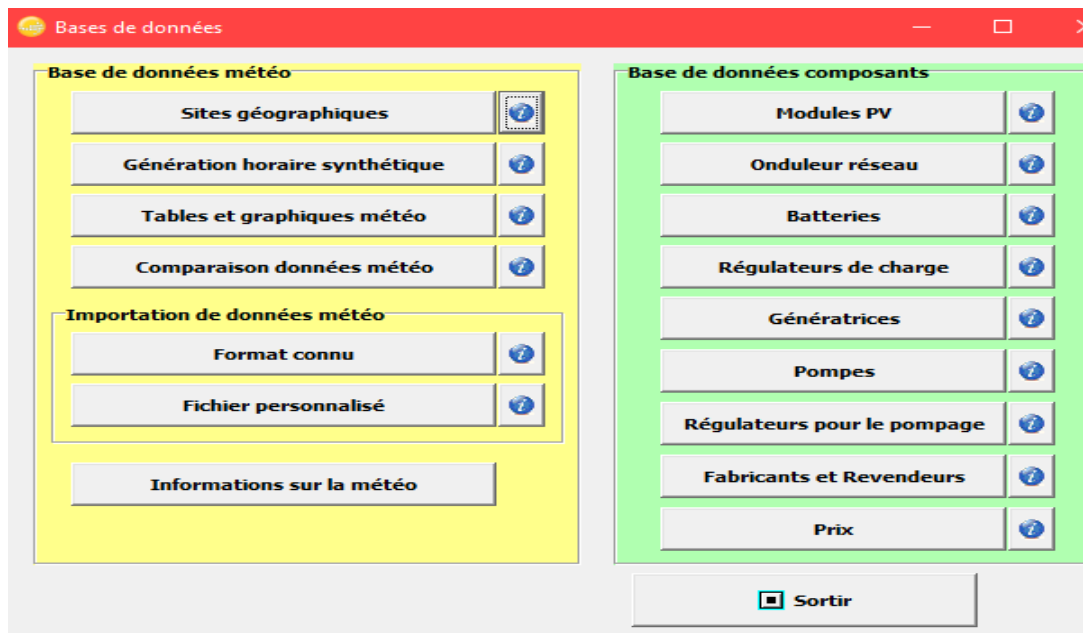 Bases de données
Base de données météo
Sites géographiques
Génération horaire synthétique
Tables et graphiques météo
Comparaison données météo
Importation de données météo
Format connu
Fichier personnalisé
Informations sur la météo
Base de données composants
Modules PV
Onduleur réseau
Batteries
Régulateurs de charge
Génératrices
Pompes
Régulateurs pour le pompage
Fabricants et Revendeurs
Prix
Sortir